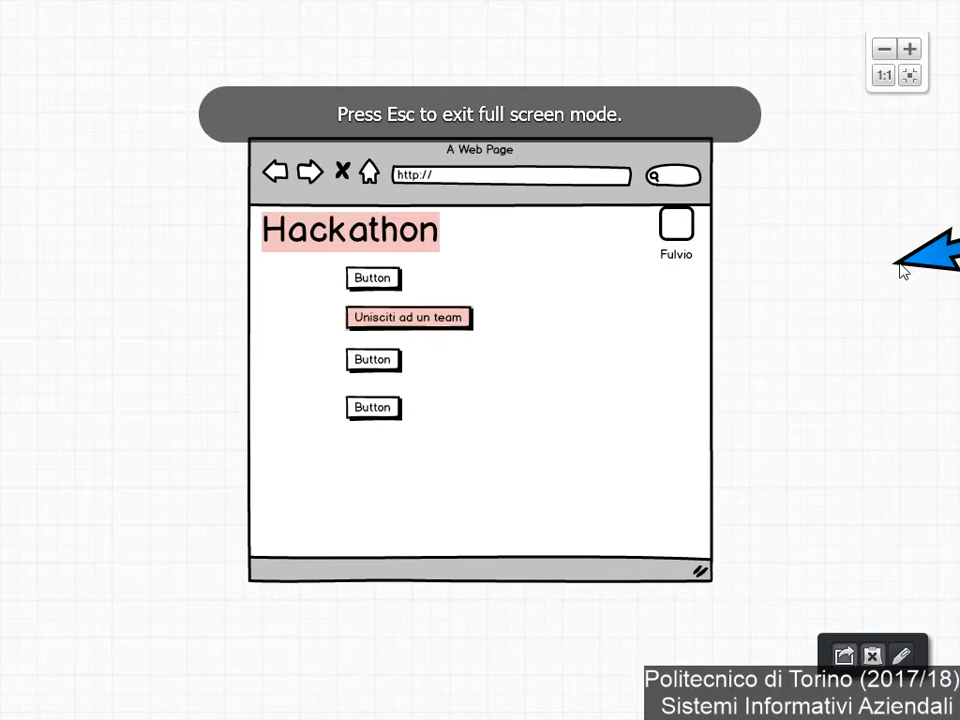 1:1
Press Esc to exit full screen mode.
A Web Page
http://
Hackathon
Fulvio
Button
Unisciti ad un team
Button
Button
Politecnico di Torino (2017/18)
Sistemi Informativi Aziendali